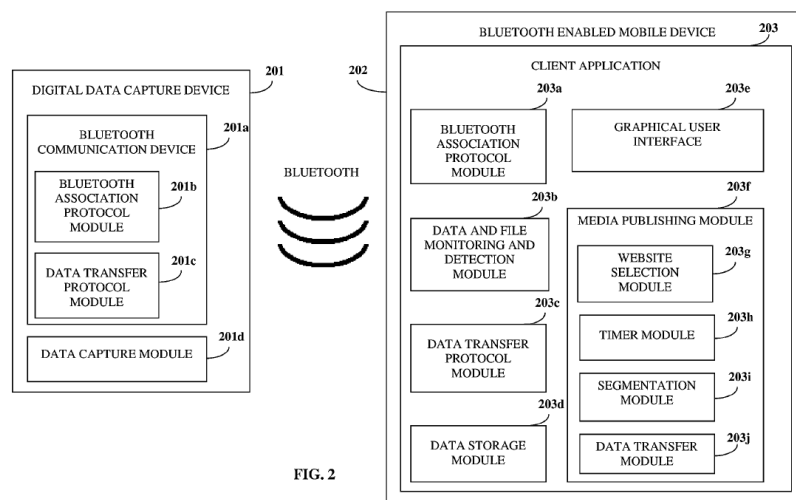 201
DIGITAL DATA CAPTURE DEVICE
201a
BLUETOOTH
COMMUNICATION DEVICE
201b
BLUETOOTH
ASSOCIATION
PROTOCOL
MODULE
201c
DATA TRANSFER
PROTOCOL
MODULE
201d
DATA CAPTURE MODULE
BLUETOOTH
202
203
BLUETOOTH ENABLED MOBILE DEVICE
CLIENT APPLICATION
203a
BLUETOOTH
ASSOCIATION
PROTOCOL
MODULE
203b
DATA AND FILE
MONITORING AND
DETECTION
MODULE
203c
DATA TRANSFER
PROTOCOL
MODULE
203d
DATA STORAGE
MODULE
203e
GRAPHICAL USER
INTERFACE
203f
MEDIA PUBLISHING MODULE
203g
WEBSITE
SELECTION
MODULE
203h
TIMER MODULE
203i
SEGMENTATION
MODULE
203j
DATA TRANSFER
MODULE
FIG. 2